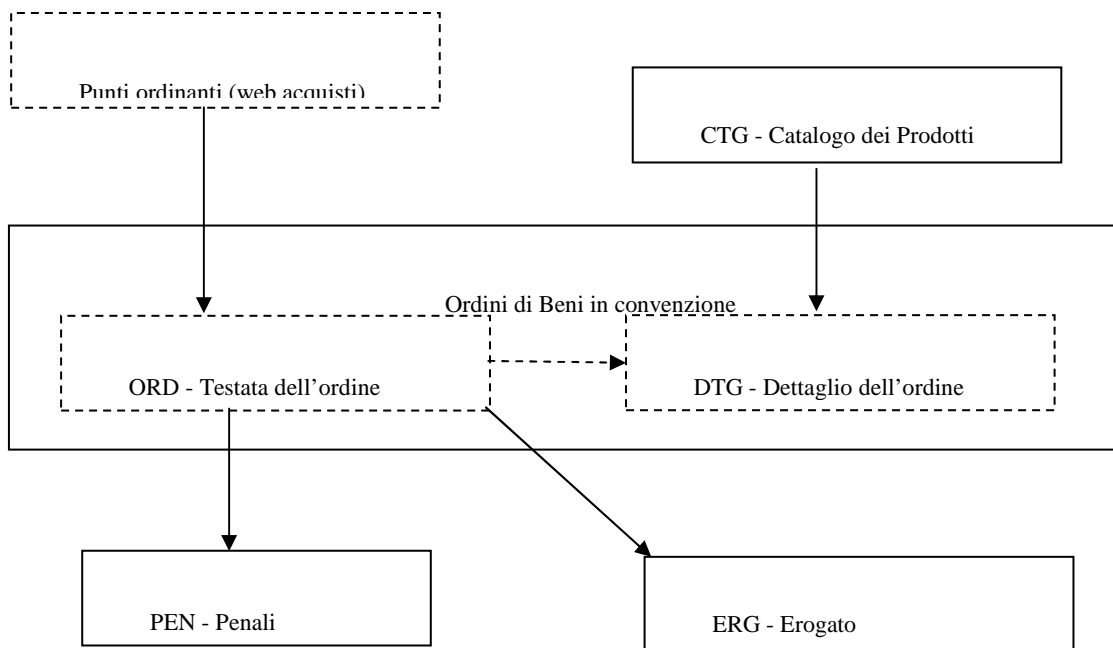 Punti ordinanti (web acquisti)
CTG - Catalogo dei Prodotti
Ordini di Beni in convenzione
ORD - Testata dell’ordine
DTG - Dettaglio dell’ordine
PEN - Penali
ERG - Erogato